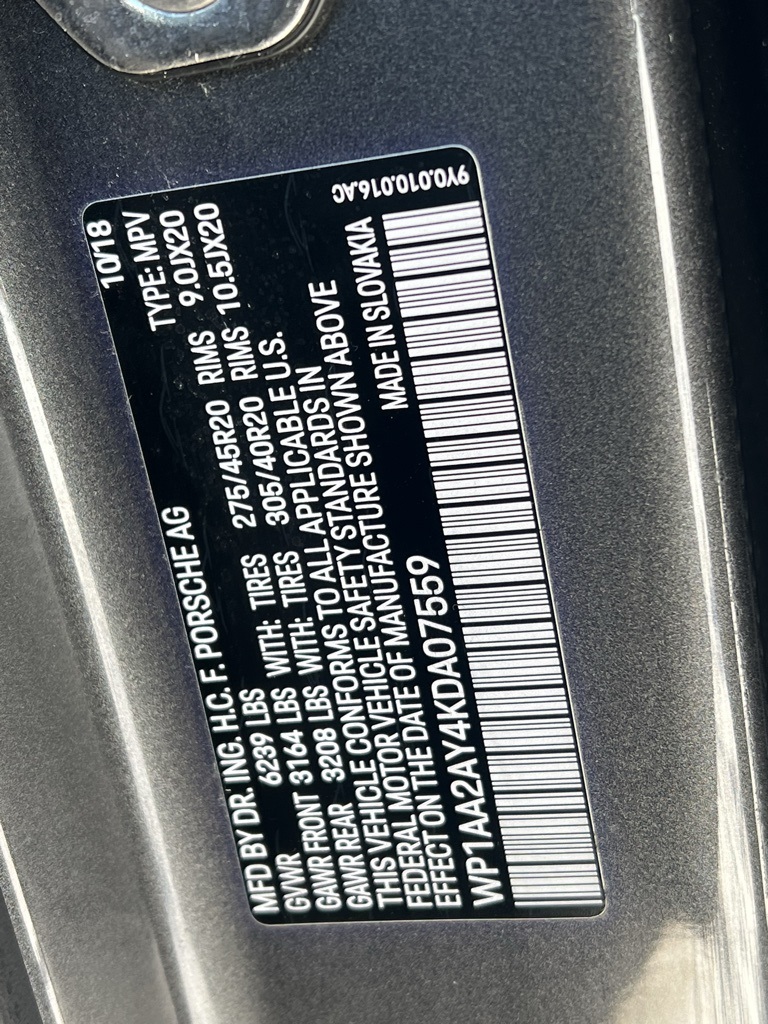 MFD BY DR. ING. H.C. F. PORSCHE AG 10/18
GVWR 6239 LBS TYPE: MPV
GAWR FRONT 3164 LBS WITH: TIRES 275/45R20 RIMS 9.0JX20
GAWR REAR 3208 LBS WITH: TIRES 305/40R20 RIMS 10.5JX20
THIS VEHICLE CONFORMS TO ALL APPLICABLE U.S.
FEDERAL MOTOR VEHICLE SAFETY STANDARDS IN
EFFECT ON THE DATE OF MANUFACTURE SHOWN ABOVE
WP1AA2AY4KDA07559 MADE IN SLOVAKIA
9Y0.010.016.AC